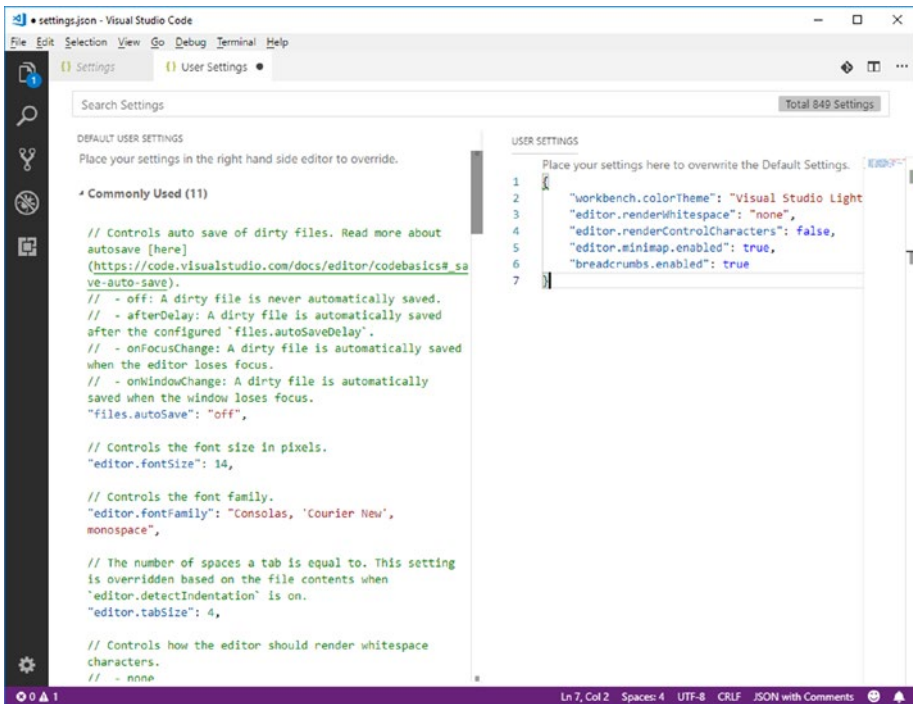 ● settings.json - Visual Studio Code
File Edit Selection View Go Debug Terminal Help
1
{} Settings
{} User Settings ●
Search Settings
Total 849 Settings
DEFAULT USER SETTINGS
Place your settings in the right hand side editor to override.
Commonly Used (11)
// Controls auto save of dirty files. Read more about
autosave [here]
(https://code.visualstudio.com/docs/editor/codebasics#_sa
ve-auto-save).
//  - off: A dirty file is never automatically saved.
//  - afterDelay: A dirty file is automatically saved
after the configured `files.autoSaveDelay`.
//  - onFocusChange: A dirty file is automatically saved
when the editor loses focus.
//  - onWindowChange: A dirty file is automatically
saved when the window loses focus.
"files.autoSave": "off",
// Controls the font size in pixels.
"editor.fontSize": 14,
// Controls the font family.
"editor.fontFamily": "Consolas, 'Courier New',
monospace",
// The number of spaces a tab is equal to. This setting
is overridden based on the file contents when
`editor.detectIndentation` is on.
"editor.tabSize": 4,
// Controls how the editor should render whitespace
characters.
//  - none
USER SETTINGS
Place your settings here to overwrite the Default Settings.
1 {
2 "workbench.colorTheme": "Visual Studio Light
3 "editor.renderWhitespace": "none",
4 "editor.renderControlCharacters": false,
5 "editor.minimap.enabled": true,
6 "breadcrumbs.enabled": true
7 }
0 1
Ln 7, Col 2 Spaces: 4 UTF-8 CRLF JSON with Comments